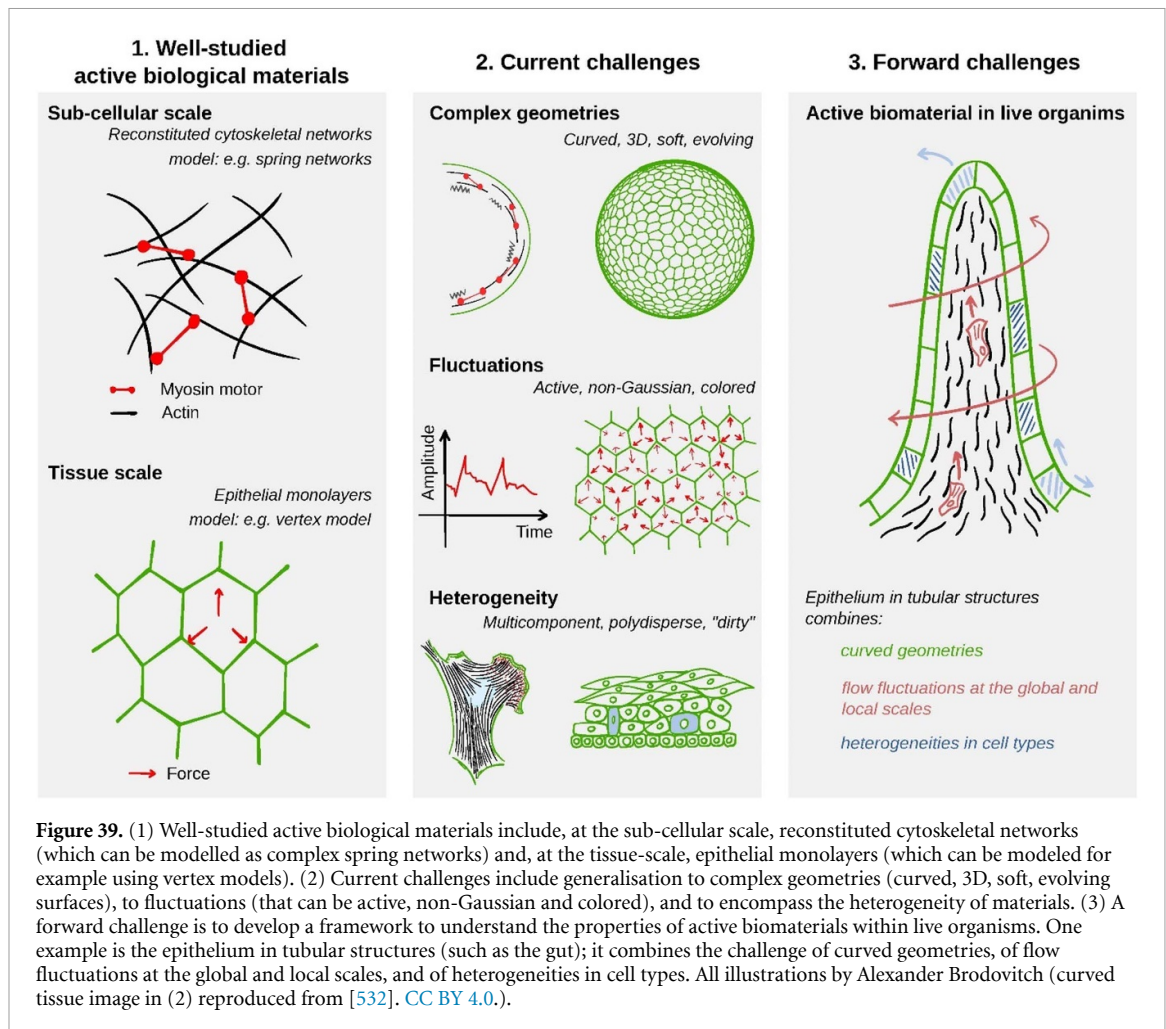 1. Well-studied
active biological materials
Sub-cellular scale
Reconstituted cytoskeletal networks
model: e.g. spring networks
Myosin motor
Actin
Tissue scale
Epithelial monolayers
model: e.g. vertex model
Force
2. Current challenges
Complex geometries
Curved, 3D, soft, evolving
Fluctuations
Active, non-Gaussian, colored
Amplitude
Time
Heterogeneity
Multicomponent, polydisperse, "dirty"
3. Forward challenges
Active biomaterial in live organims
Epithelium in tubular structures
combines:
curved geometries
flow fluctuations at the global and
local scales
heterogeneities in cell types
Figure 39. (1) Well-studied active biological materials include, at the sub-cellular scale, reconstituted cytoskeletal networks
(which can be modelled as complex spring networks) and, at the tissue-scale, epithelial monolayers (which can be modeled for
example using vertex models). (2) Current challenges include generalisation to complex geometries (curved, 3D, soft, evolving
surfaces), to fluctuations (that can be active, non-Gaussian and colored), and to encompass the heterogeneity of materials. (3) A
forward challenge is to develop a framework to understand the properties of active biomaterials within live organisms. One
example is the epithelium in tubular structures (such as the gut); it combines the challenge of curved geometries, of flow
fluctuations at the global and local scales, and of heterogeneities in cell types. All illustrations by Alexander Brodovitch (curved
tissue image in (2) reproduced from [532]. CC BY 4.0.).